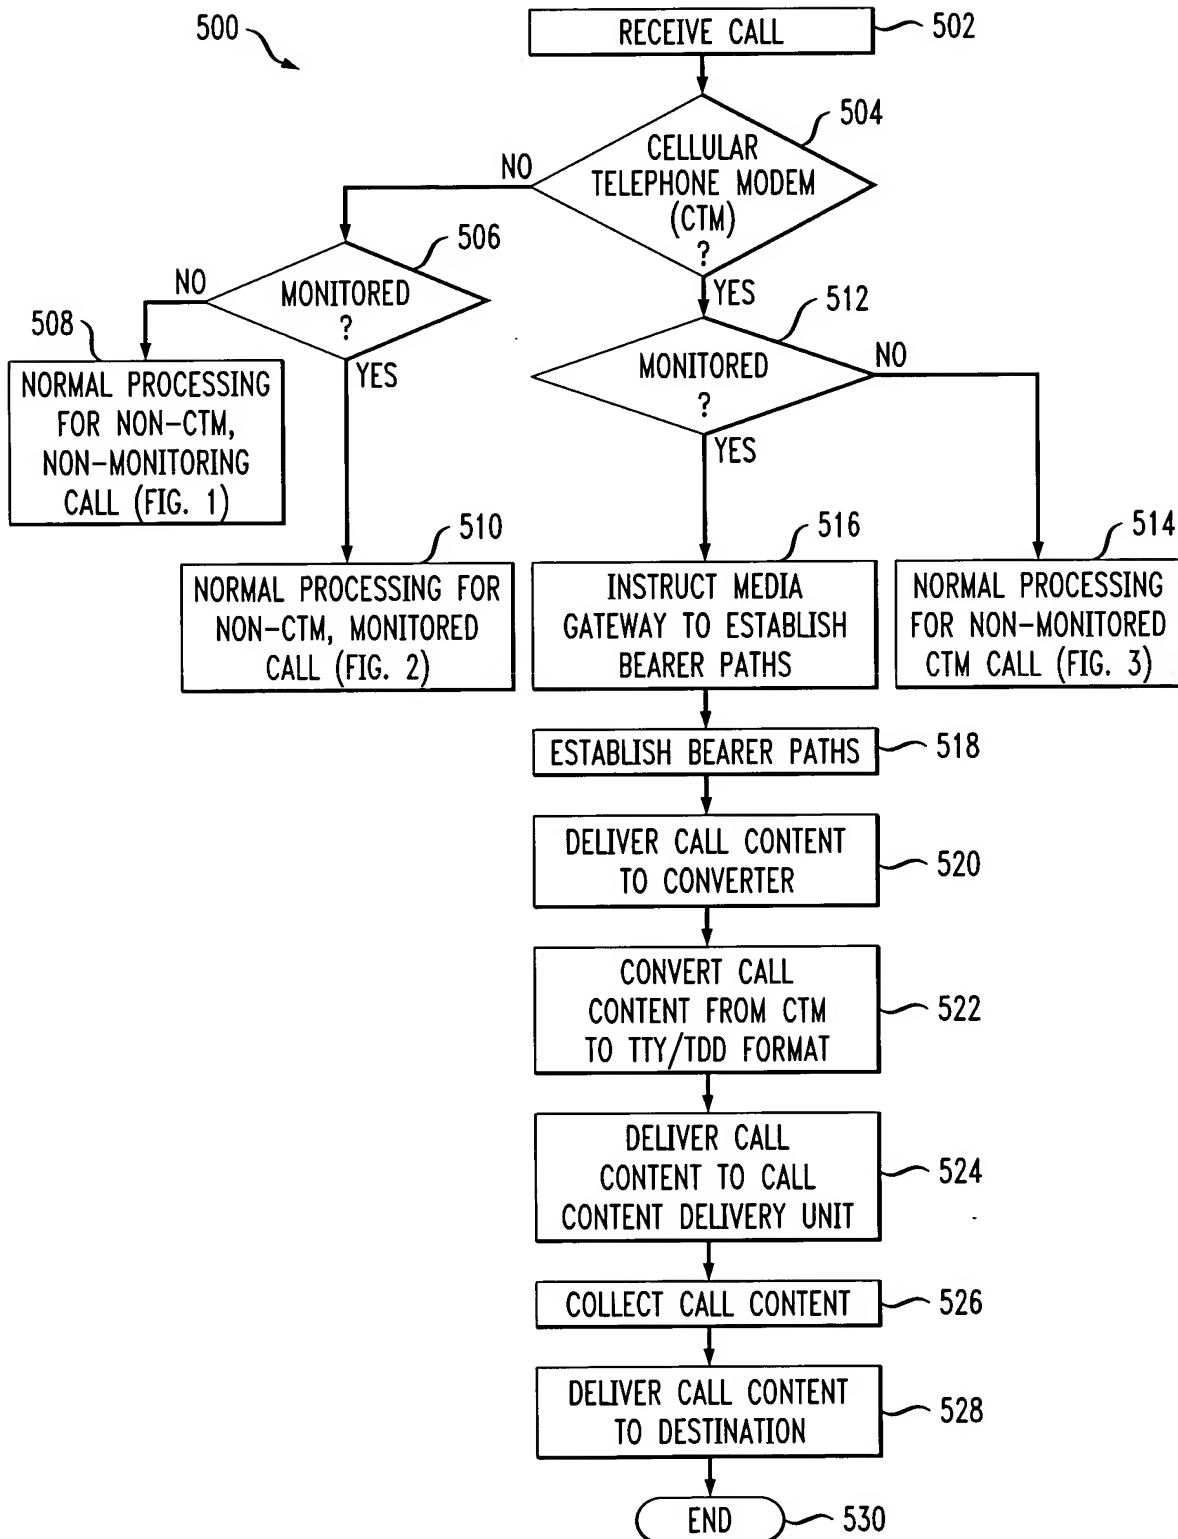 500
RECEIVE CALL
502
504
CELLULAR
TELEPHONE MODEM
(CTM)
?
NO
YES
506
MONITORED
?
NO
YES
508
NORMAL PROCESSING
FOR NON-CTM,
NON-MONITORING
CALL (FIG. 1)
510
NORMAL PROCESSING FOR
NON-CTM, MONITORED
CALL (FIG. 2)
512
MONITORED
?
NO
YES
514
NORMAL PROCESSING
FOR NON-MONITORED
CTM CALL (FIG. 3)
516
INSTRUCT MEDIA
GATEWAY TO ESTABLISH
BEARER PATHS
ESTABLISH BEARER PATHS
518
DELIVER CALL CONTENT
TO CONVERTER
520
CONVERT CALL
CONTENT FROM CTM
TO TTY/TDD FORMAT
522
DELIVER CALL
CONTENT TO CALL
CONTENT DELIVERY UNIT
524
COLLECT CALL CONTENT
526
DELIVER CALL CONTENT
TO DESTINATION
528
END
530